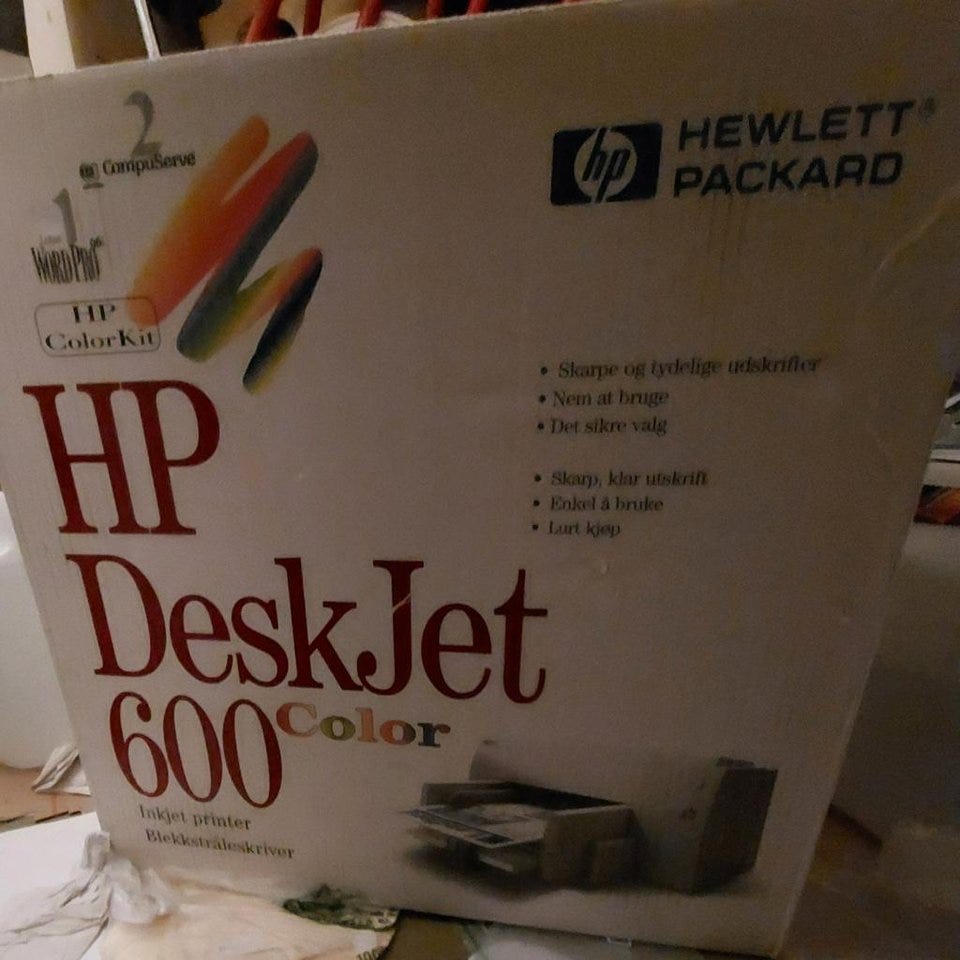 2
CompuServe
1
WORDPRO 96
HP
ColorKit
HEWLETT®
PACKARD
hp
• Skarpe og tydelige udskrifter
• Nem at bruge
• Det sikre valg
• Skarp, klar utskrift
• Enkel å bruke
• Lurt kjøp
HP
DeskJet
600 Color
Inkjet printer
Blekkstråleskriver